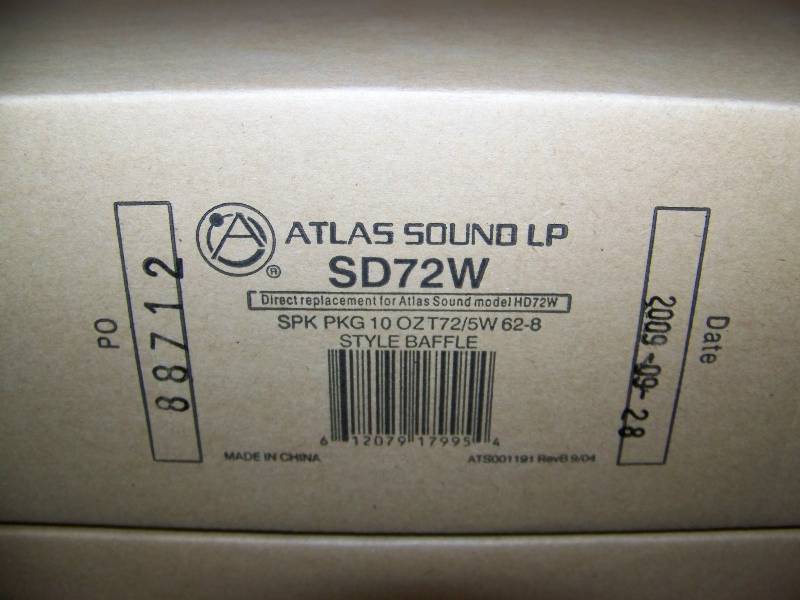 ATLAS SOUND LP
®
SD72W
Direct replacement for Atlas Sound model HD72W
SPK PKG 10 OZ T72/5W 62-8
STYLE BAFFLE
6 12079 17995 4
MADE IN CHINA
ATS001191 RevB 9/04
PO
88712
Date
2009-09-28